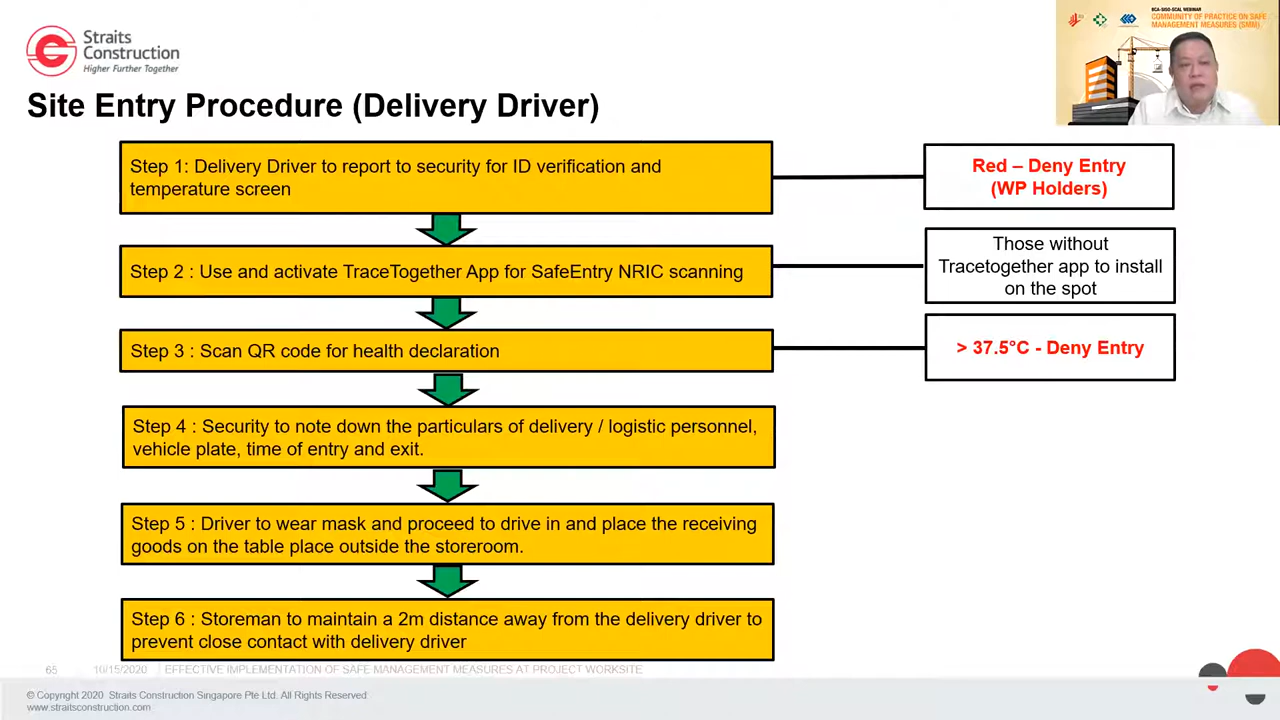 Straits
Construction
Higher Further Together
BCA-SISO-SCAL WEBINAR
COMMUNITY OF PRACTICE ON SAFE
MANAGEMENT MEASURES (SMM)
Site Entry Procedure (Delivery Driver)
Step 1: Delivery Driver to report to security for ID verification and
temperature screen
Red – Deny Entry
(WP Holders)
Step 2 : Use and activate TraceTogether App for SafeEntry NRIC scanning
Those without
Tracetogether app to install
on the spot
Step 3 : Scan QR code for health declaration
> 37.5°C - Deny Entry
Step 4 : Security to note down the particulars of delivery / logistic personnel,
vehicle plate, time of entry and exit.
Step 5 : Driver to wear mask and proceed to drive in and place the receiving
goods on the table place outside the storeroom.
Step 6 : Storeman to maintain a 2m distance away from the delivery driver to
prevent close contact with delivery driver
65 10/15/2020 EFFECTIVE IMPLEMENTATION OF SAFE MANAGEMENT MEASURES AT PROJECT WORKSITE
© Copyright 2020 Straits Construction Singapore Pte Ltd. All Rights Reserved
www.straitsconstruction.com